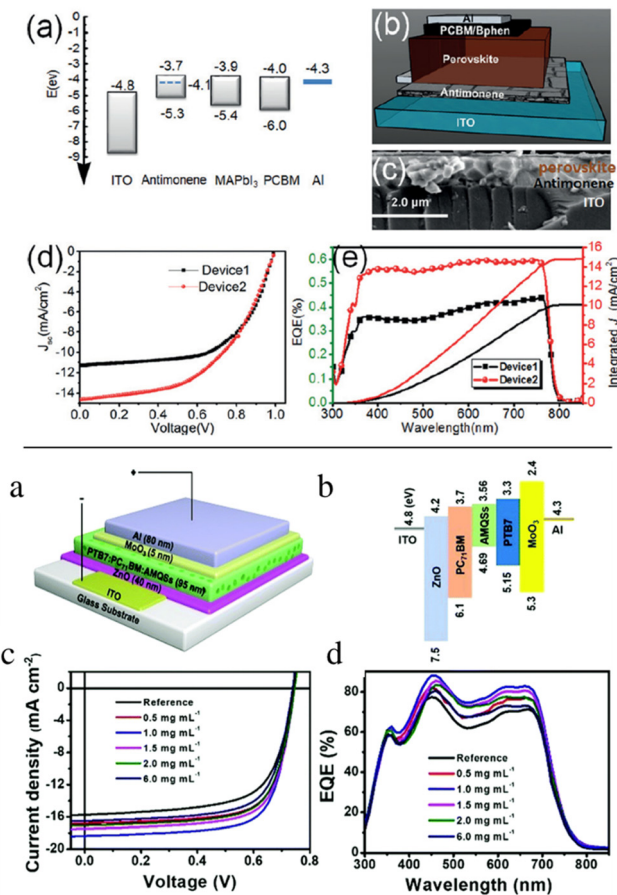 (a)
E(ev)
0
-1
-2
-3
-4
-5
-6
-7
-8
-9
-4.8
-3.7
-4.1
-5.3
-3.9
-5.4
-4.0
-6.0
-4.3
ITO Antimonene MAPbI3 PCBM Al
(b)
Al
PCBM/Bphen
Perovskite
Antimonene
ITO
(c)
perovskite
Antimonene
ITO
2.0 μm
(d)
Jsc(mA/cm²)
0
-2
-4
-6
-8
-10
-12
-14
Device1
Device2
0.0 0.2 0.4 0.6 0.8 1.0
Voltage(V)
(e)
EQE(%)
0.6
0.5
0.4
0.3
0.2
0.1
0.0
Device1
Device2
300 400 500 600 700 800
Wavelength(nm)
16
14
12
10
8
6
4
2
0
Integrated J (mA/cm²)
a
Al (80 nm)
MoO3 (5 nm)
PTB7:PC71BM:AMQSs (95 nm)
ZnO (40 nm)
ITO
Glass Substrate
b
4.8 (eV)
ITO
4.2
ZnO
7.5
3.7
PC71BM
6.1
3.56
AMQSs
4.69
3.3
PTB7
5.15
2.4
MoO3
5.3
4.3
Al
c
Current density (mA cm-2)
0
-4
-8
-12
-16
-20
Reference
0.5 mg mL-1
1.0 mg mL-1
1.5 mg mL-1
2.0 mg mL-1
6.0 mg mL-1
0.0 0.2 0.4 0.6 0.8
Voltage (V)
d
EQE (%)
80
60
40
20
0
Reference
0.5 mg mL-1
1.0 mg mL-1
1.5 mg mL-1
2.0 mg mL-1
6.0 mg mL-1
300 400 500 600 700 800
Wavelength (nm)